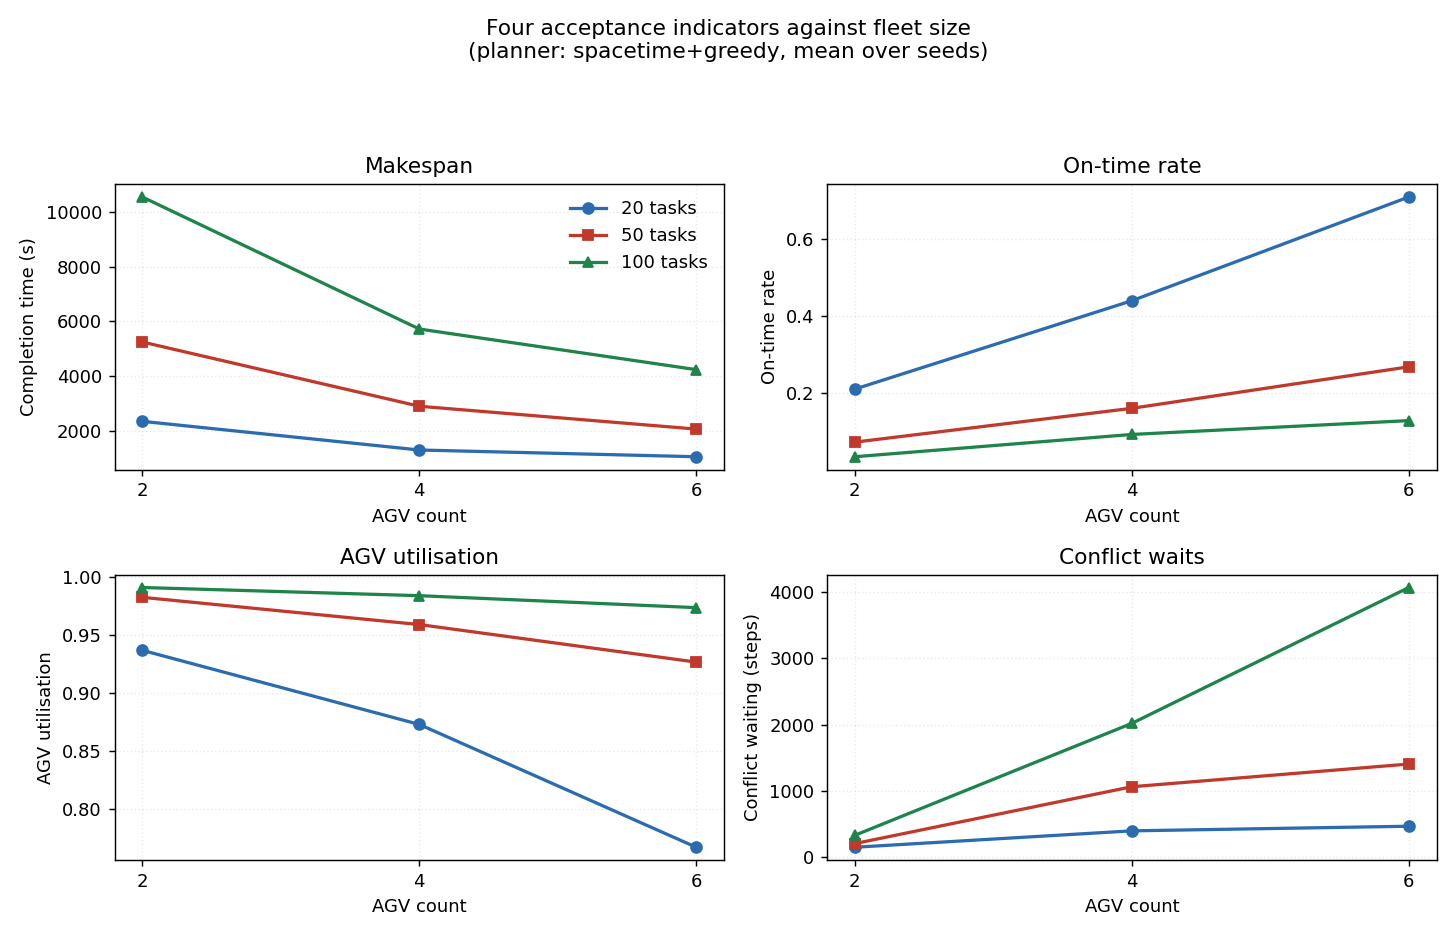 Four acceptance indicators against fleet size
(planner: spacetime+greedy, mean over seeds)
Makespan
Completion time (s)
10000
8000
6000
4000
2000
20 tasks
50 tasks
100 tasks
2
4
6
AGV count
On-time rate
On-time rate
0.6
0.4
0.2
2
4
6
AGV count
AGV utilisation
AGV utilisation
1.00
0.95
0.90
0.85
0.80
2
4
6
AGV count
Conflict waits
Conflict waiting (steps)
4000
3000
2000
1000
0
2
4
6
AGV count